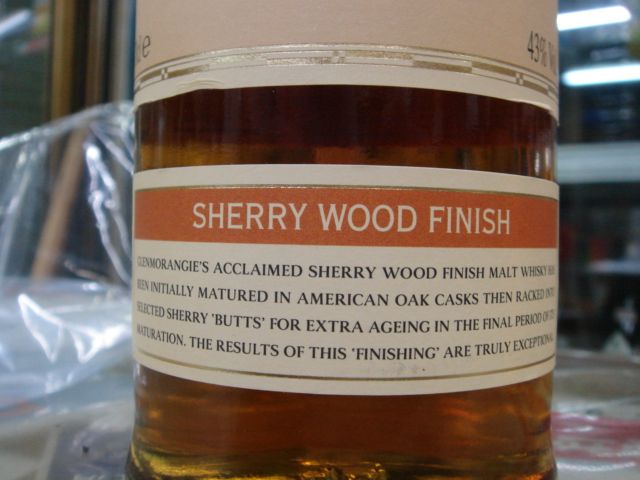 43%
SHERRY WOOD FINISH
GLENMORANGIE'S ACCLAIMED SHERRY WOOD FINISH MALT WHISKY HAS
BEEN INITIALLY MATURED IN AMERICAN OAK CASKS THEN RACKED INTO
SELECTED SHERRY 'BUTTS' FOR EXTRA AGEING IN THE FINAL PERIOD OF ITS
MATURATION. THE RESULTS OF THIS 'FINISHING' ARE TRULY EXCEPTIONAL.